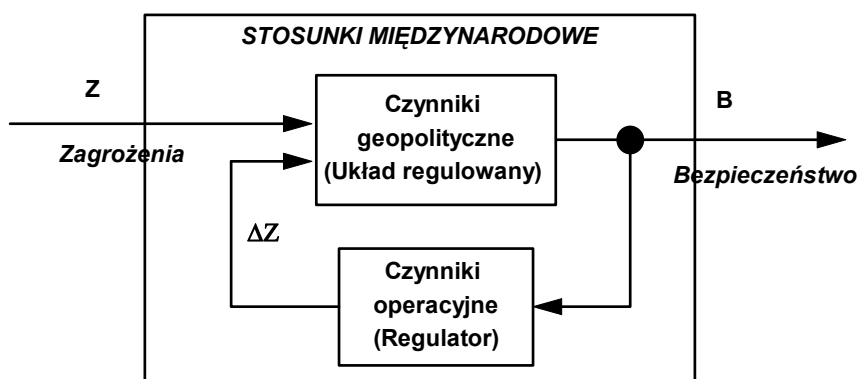 STOSUNKI MIĘDZYNARODOWE
Z
Zagrożenia
Czynniki
geopolityczne
(Układ regulowany)
B
Bezpieczeństwo
ΔZ
Czynniki
operacyjne
(Regulator)